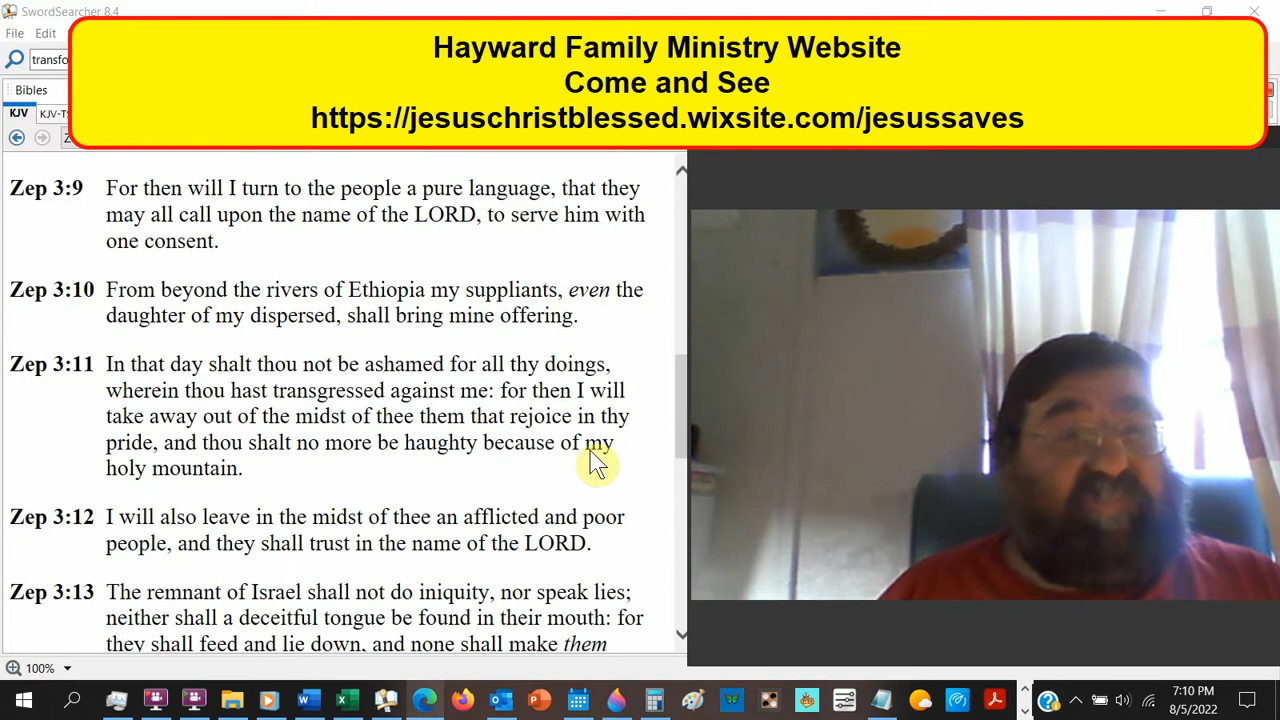 SwordSearcher 8.4
File Edit
Hayward Family Ministry Website
Come and See
https://jesuschristblessed.wixsite.com/jesussaves
transfo
Bibles
KJV KJV-T
Zep 3:9 For then will I turn to the people a pure language, that they
may all call upon the name of the LORD, to serve him with
one consent.
Zep 3:10 From beyond the rivers of Ethiopia my suppliants, even the
daughter of my dispersed, shall bring mine offering.
Zep 3:11 In that day shalt thou not be ashamed for all thy doings,
wherein thou hast transgressed against me: for then I will
take away out of the midst of thee them that rejoice in thy
pride, and thou shalt no more be haughty because of my
holy mountain.
Zep 3:12 I will also leave in the midst of thee an afflicted and poor
people, and they shall trust in the name of the LORD.
Zep 3:13 The remnant of Israel shall not do iniquity, nor speak lies;
neither shall a deceitful tongue be found in their mouth: for
they shall feed and lie down, and none shall make them
100%
7:10 PM
8/5/2022